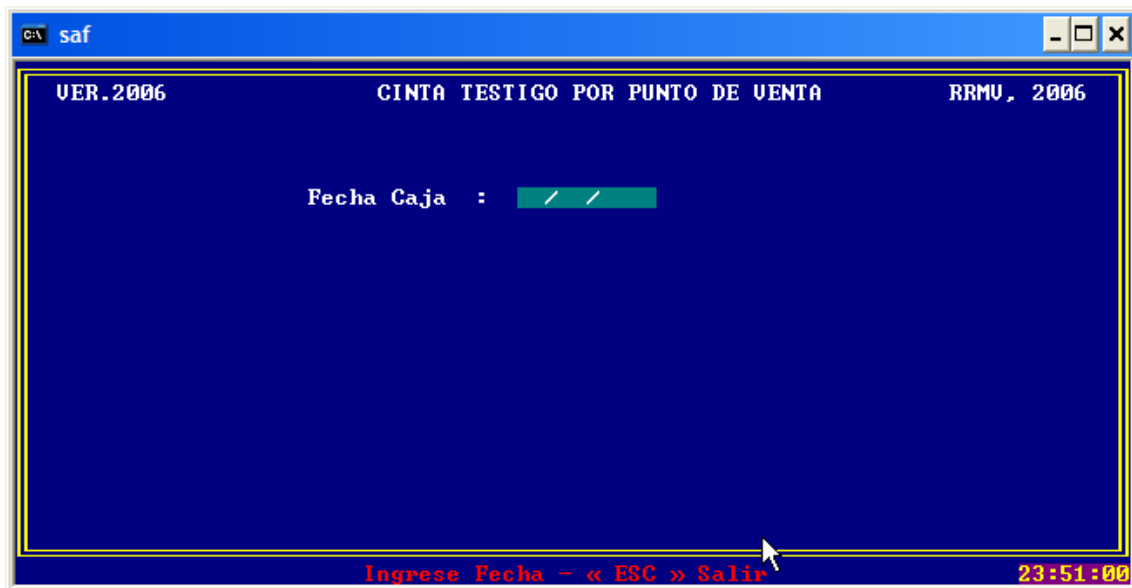 saf
VER.2006 CINTA TESTIGO POR PUNTO DE VENTA RRMV, 2006
Fecha Caja : / /
Ingrese Fecha - « ESC » Salir 23:51:00